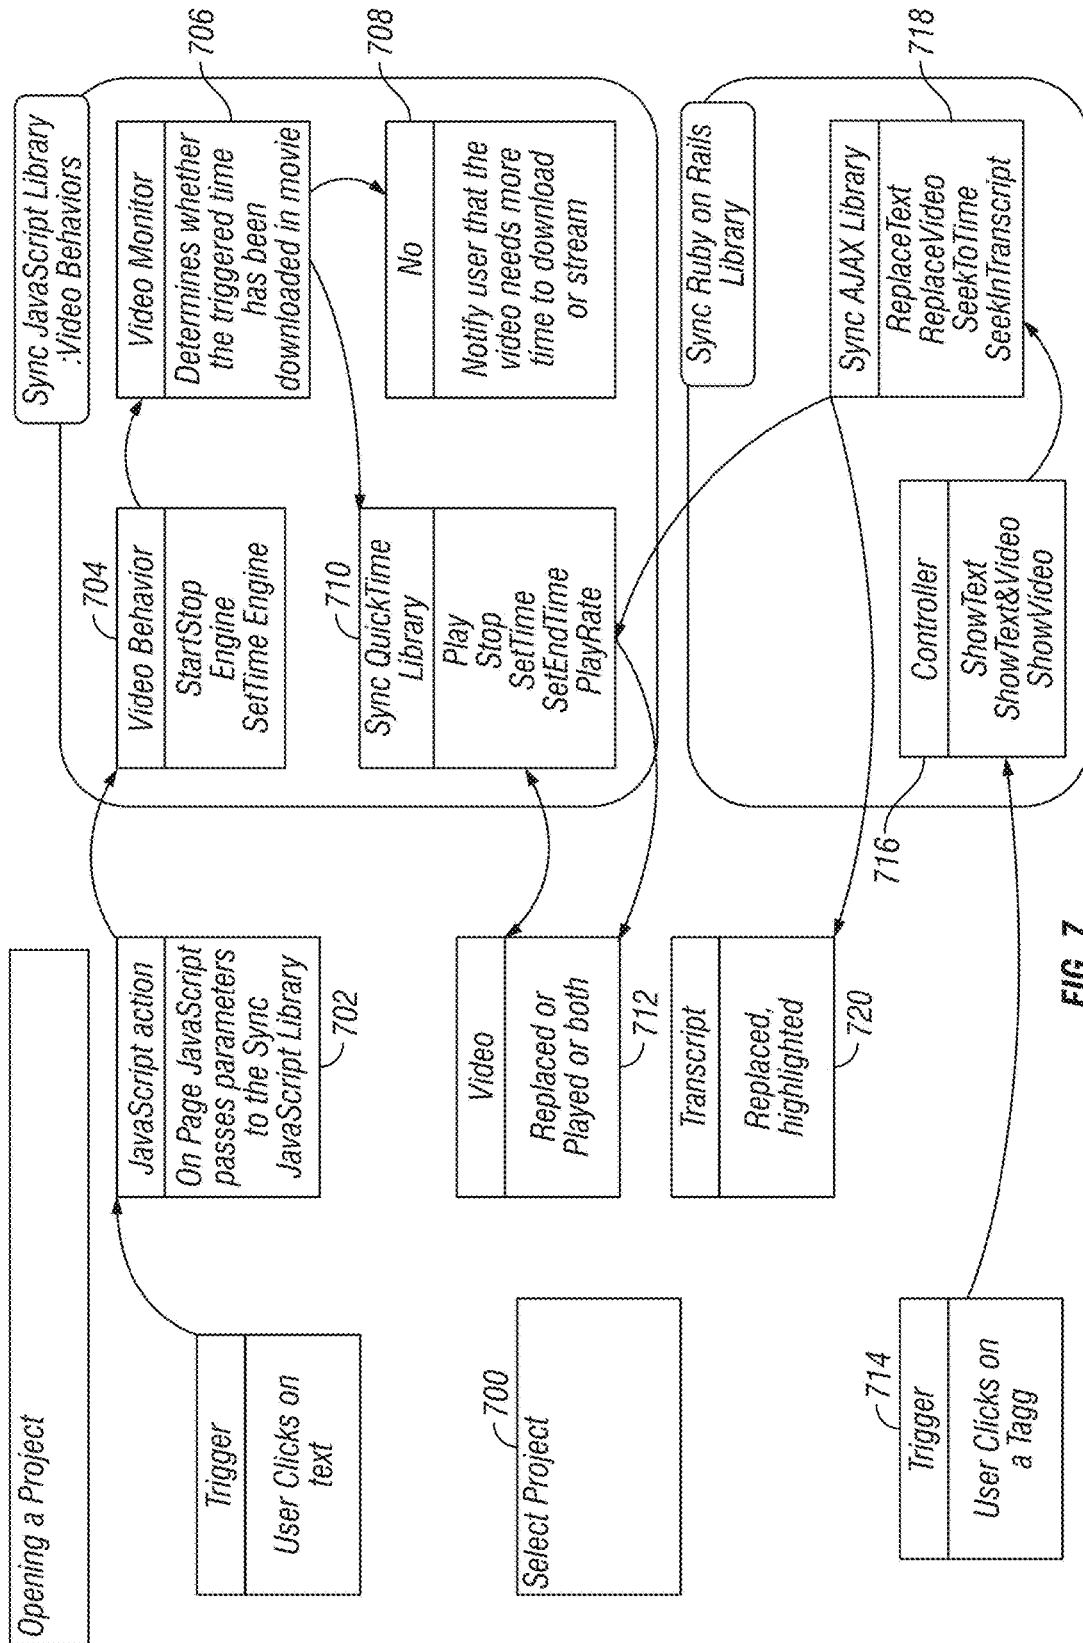 Opening a Project
Trigger
User Clicks on
text
JavaScript action
On Page JavaScript
passes parameters
to the Sync
JavaScript Library
702
Sync JavaScript Library
:Video Behaviors
704
Video Behavior
StartStop
Engine
SetTime Engine
706
Video Monitor
Determines whether
the triggered time
has been
downloaded in movie
708
No
Notify user that the
video needs more
time to download
or stream
710
Sync QuickTime
Library
Play
Stop
SetTime
SetEndTime
PlayRate
700
Select Project
Video
Replaced or
Played or both
712
Transcript
Replaced,
highlighted
720
714
Trigger
User Clicks on
a Tagg
Sync Ruby on Rails
Library
716
Controller
ShowText
ShowText&Video
ShowVideo
718
Sync AJAX Library
ReplaceText
ReplaceVideo
SeekToTime
SeekInTranscript
FIG. 7